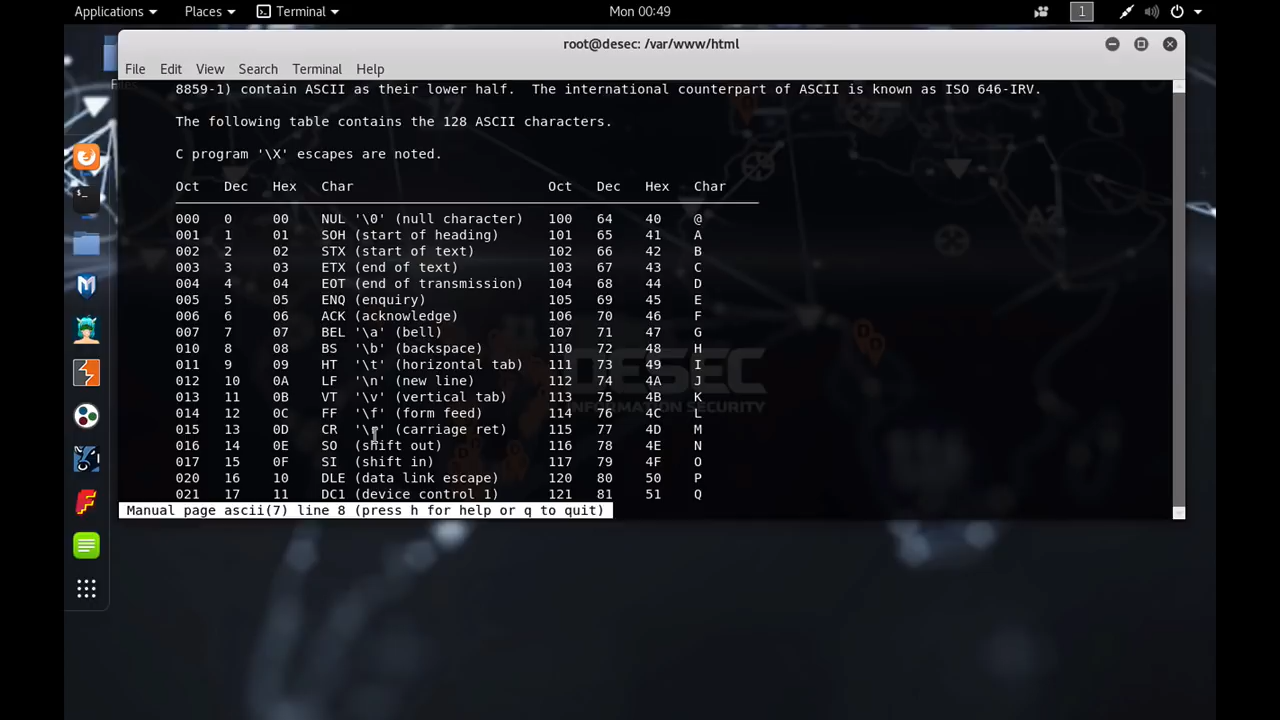 Applications Places Terminal Mon 00:49 1
root@desec: /var/www/html
File Edit View Search Terminal Help
8859-1) contain ASCII as their lower half. The international counterpart of ASCII is known as ISO 646-IRV.
The following table contains the 128 ASCII characters.
C program '\X' escapes are noted.
Oct Dec Hex Char Oct Dec Hex Char
000 0 00 NUL '\0' (null character) 100 64 40 @
001 1 01 SOH (start of heading) 101 65 41 A
002 2 02 STX (start of text) 102 66 42 B
003 3 03 ETX (end of text) 103 67 43 C
004 4 04 EOT (end of transmission) 104 68 44 D
005 5 05 ENQ (enquiry) 105 69 45 E
006 6 06 ACK (acknowledge) 106 70 46 F
007 7 07 BEL '\a' (bell) 107 71 47 G
010 8 08 BS '\b' (backspace) 110 72 48 H
011 9 09 HT '\t' (horizontal tab) 111 73 49 I
012 10 0A LF '\n' (new line) 112 74 4A J
013 11 0B VT '\v' (vertical tab) 113 75 4B K
014 12 0C FF '\f' (form feed) 114 76 4C L
015 13 0D CR '\r' (carriage ret) 115 77 4D M
016 14 0E SO (shift out) 116 78 4E N
017 15 0F SI (shift in) 117 79 4F O
020 16 10 DLE (data link escape) 120 80 50 P
021 17 11 DC1 (device control 1) 121 81 51 Q
Manual page ascii(7) line 8 (press h for help or q to quit)
DESEC
INFORMATION SECURITY